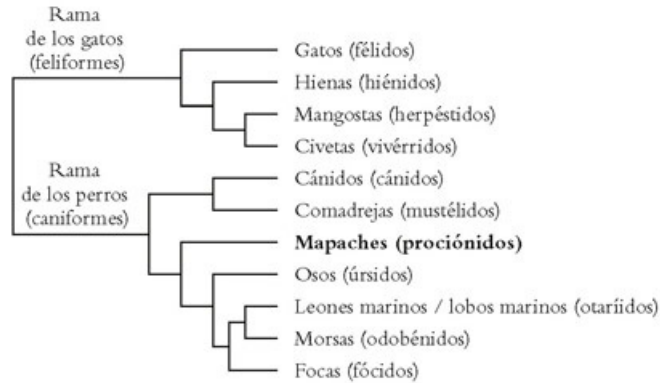 Rama
de los gatos
(feliformes)
Gatos (félidos)
Hienas (hiénidos)
Mangostas (herpéstidos)
Civetas (vivérridos)
Rama
de los perros
(caniformes)
Cánidos (cánidos)
Comadrejas (mustélidos)
Mapaches (prociónidos)
Osos (úrsidos)
Leones marinos / lobos marinos (otaríidos)
Morsas (odobénidos)
Focas (fócidos)